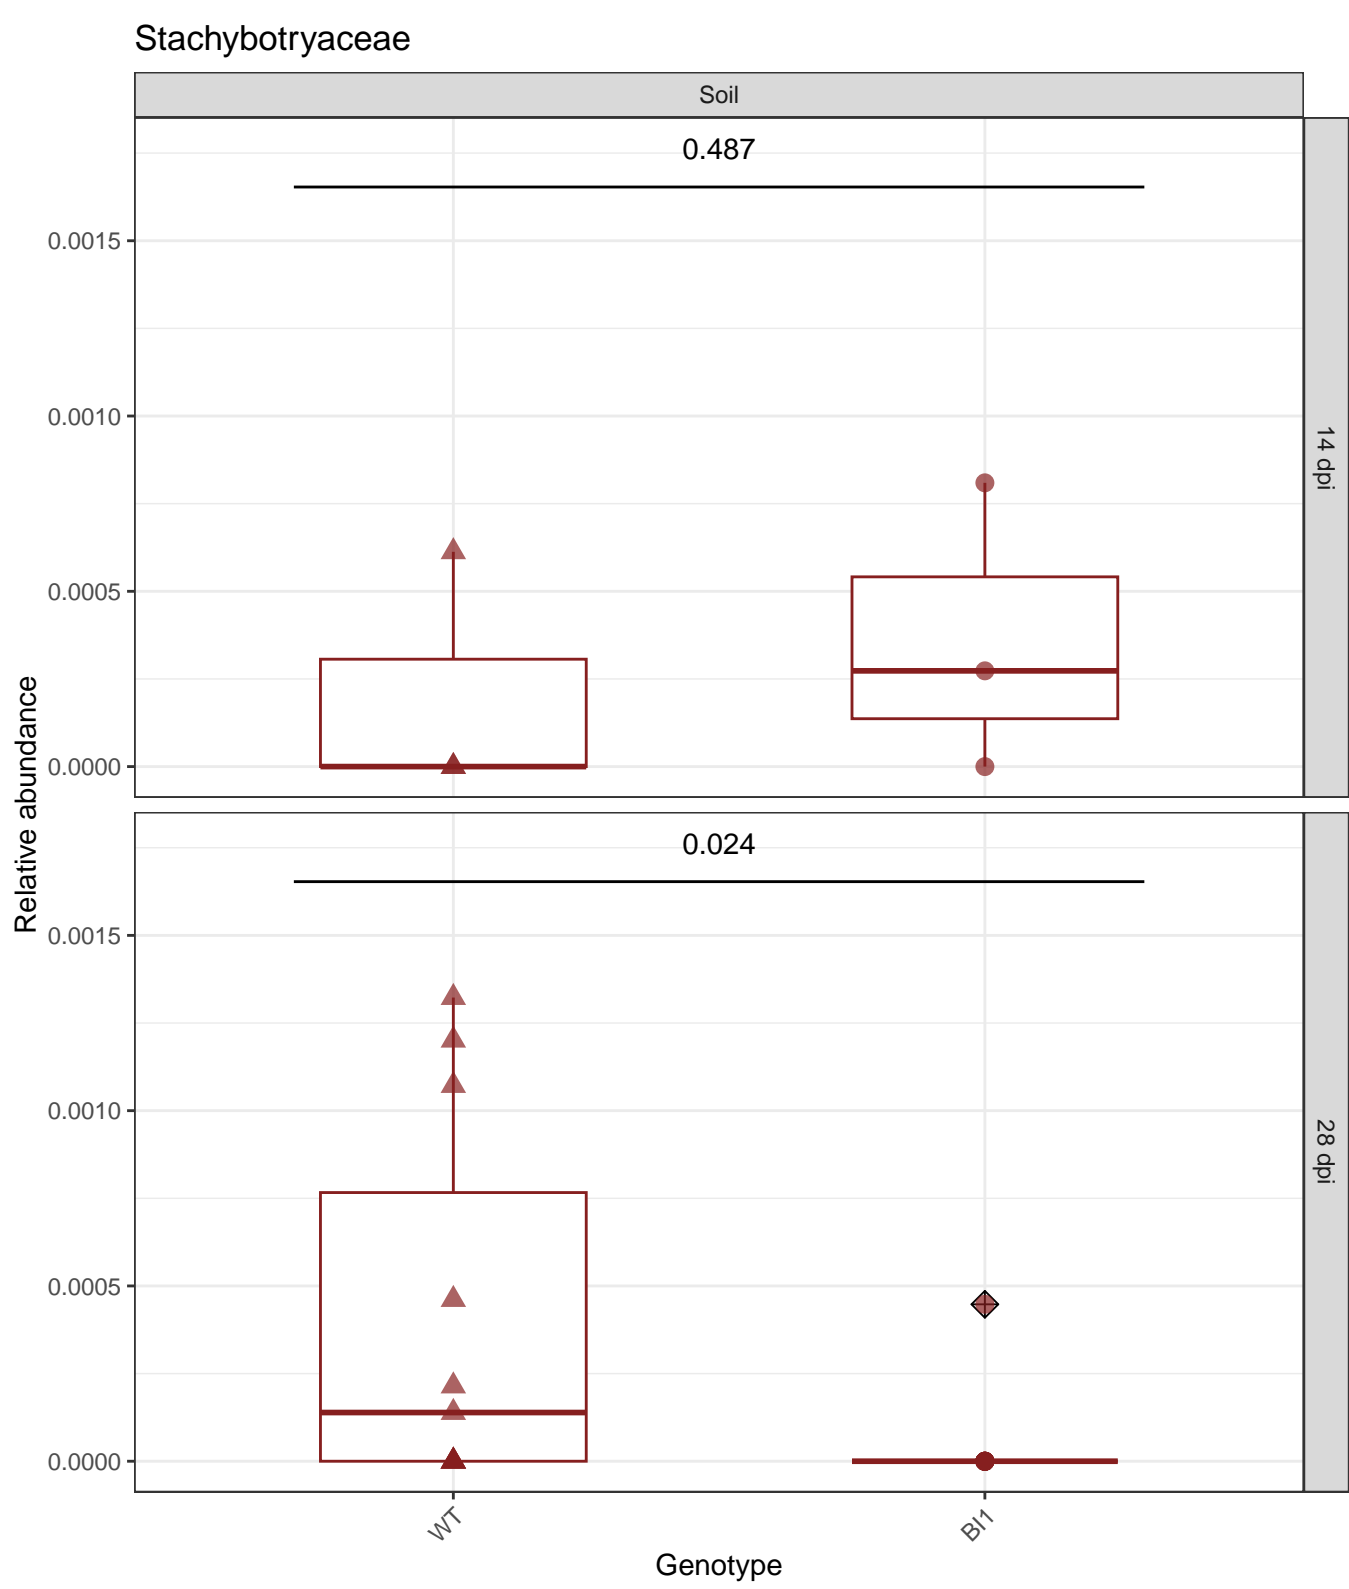 Stachybotryaceae
Soil
0.487
0.0015
0.0010
0.0005
0.0000
14 dpi
0.024
0.0015
0.0010
0.0005
0.0000
28 dpi
Relative abundance
WT
BI1
Genotype